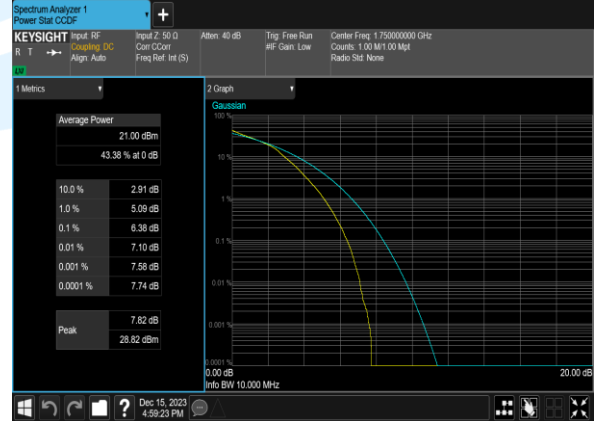 Spectrum Analyzer 1
Power Stat CCDF
+
KEYSIGHT
R T
LV
Input: RF
Coupling: DC
Align: Auto
Input Z: 50 Ω
Corr CCorr
Freq Ref: Int (S)
Atten: 40 dB
Trig: Free Run
#IF Gain: Low
Center Freq: 1.750000000 GHz
Counts: 1.00 M/1.00 Mpt
Radio Std: None
1 Metrics
Average Power
21.00 dBm
43.38 % at 0 dB
10.0 % 2.91 dB
1.0 % 5.09 dB
0.1 % 6.38 dB
0.01 % 7.10 dB
0.001 % 7.58 dB
0.0001 % 7.74 dB
Peak
7.82 dB
28.82 dBm
2 Graph
Gaussian
100 %
10 %
1 %
0.1 %
0.01 %
0.001 %
0.0001 %
0.00 dB 20.00 dB
Info BW 10.000 MHz
?
Dec 15, 2023
4:59:23 PM